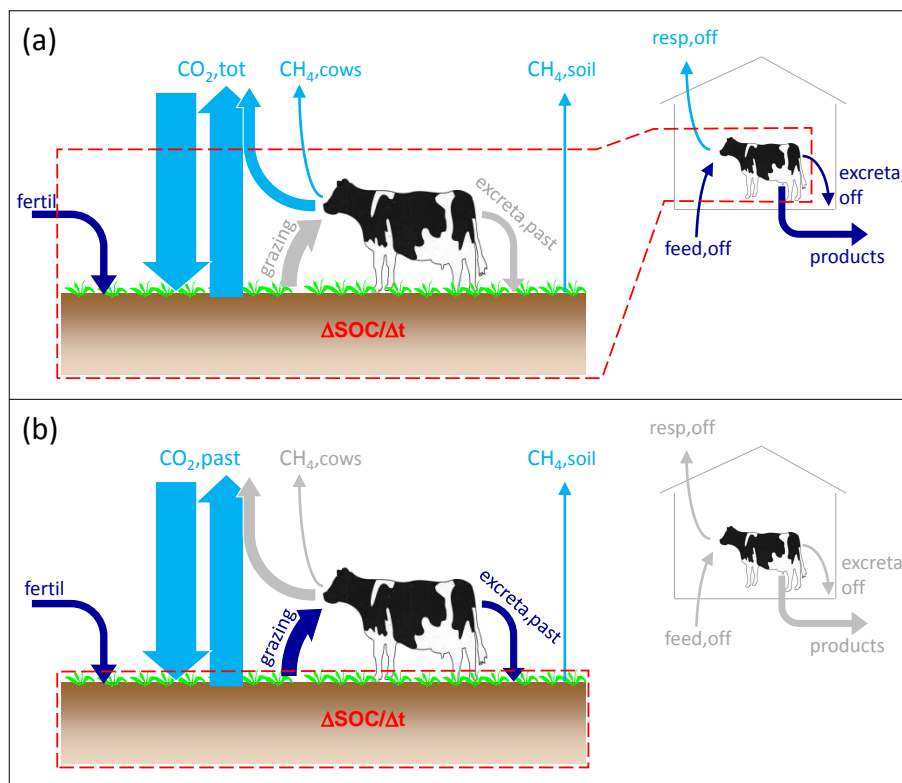 (a)
resp,off
CO₂,tot
CH₄,cows
CH₄,soil
fertil
grazing
excreta,past
excreta,
off
feed,off
products
ΔSOC/Δt
(b)
resp,off
CO₂,past
CH₄,cows
CH₄,soil
fertil
grazing
excreta,past
excreta,
off
feed,off
products
ΔSOC/Δt